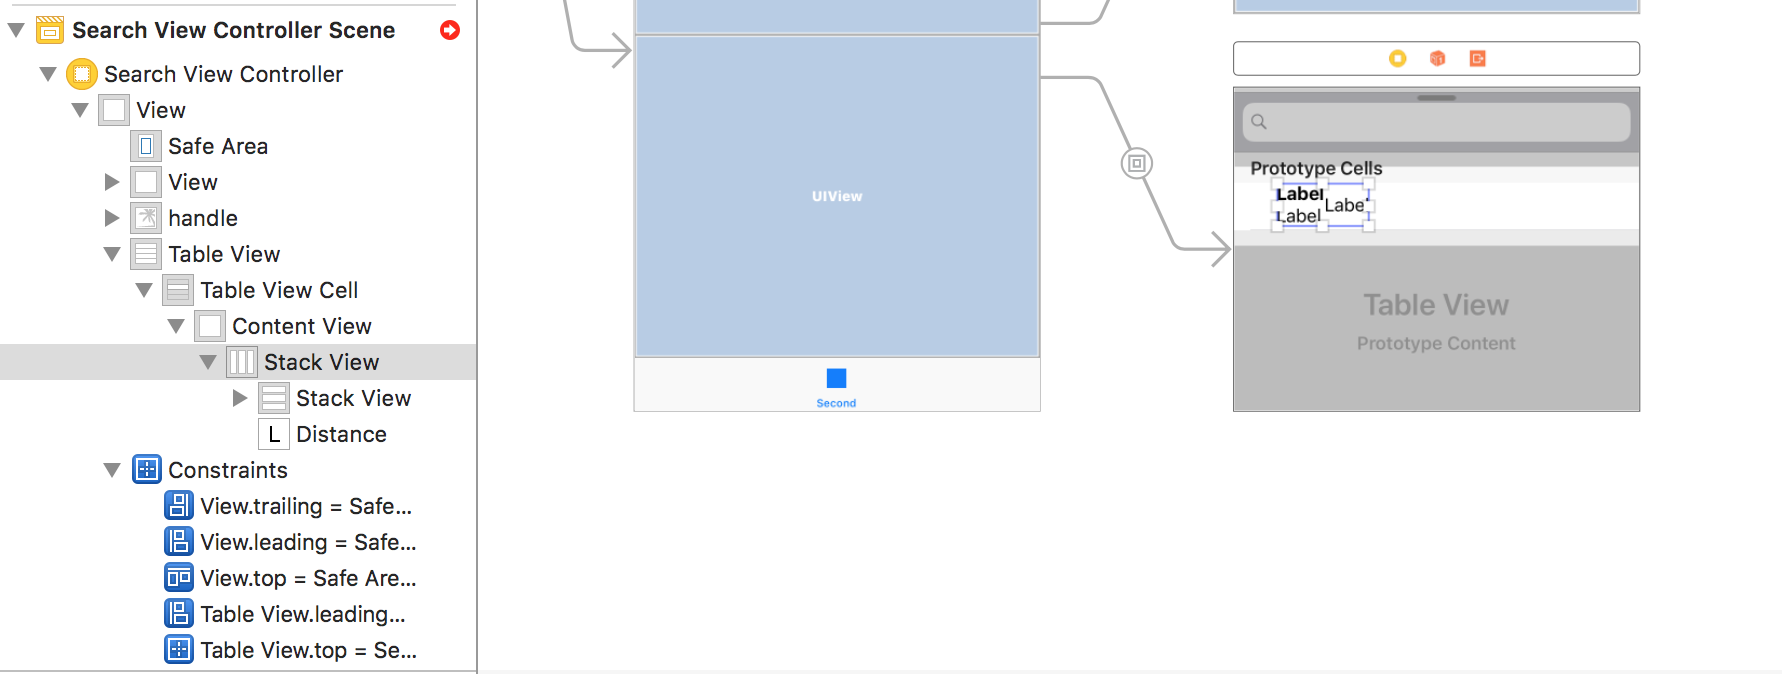 Search View Controller Scene
Search View Controller
View
Safe Area
View
handle
Table View
Table View Cell
Content View
Stack View
Stack View
L Distance
Constraints
View.trailing = Safe...
View.leading = Safe...
View.top = Safe Are...
Table View.leading...
Table View.top = Se...
UIView
Second
Prototype Cells
Label
Labe
Label
Table View
Prototype Content